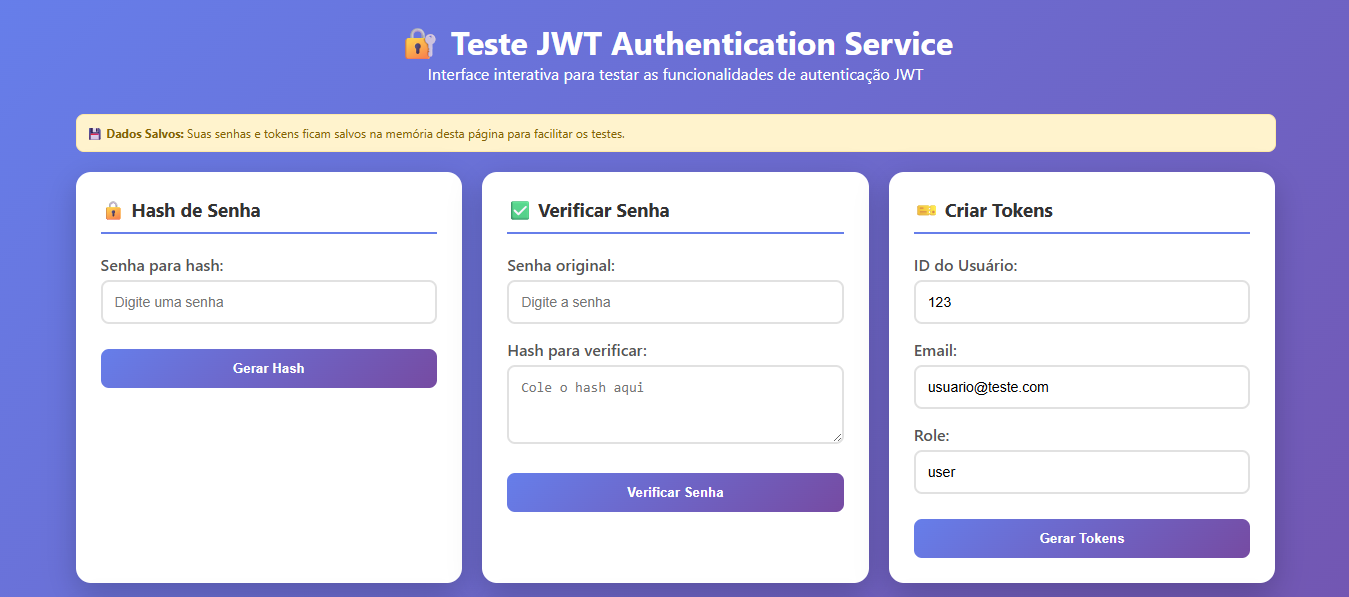 Teste JWT Authentication Service
Interface interativa para testar as funcionalidades de autenticação JWT
Dados Salvos: Suas senhas e tokens ficam salvos na memória desta página para facilitar os testes.
Hash de Senha
Senha para hash:
Digite uma senha
Gerar Hash
Verificar Senha
Senha original:
Digite a senha
Hash para verificar:
Cole o hash aqui
Verificar Senha
Criar Tokens
ID do Usuário:
123
Email:
usuario@teste.com
Role:
user
Gerar Tokens